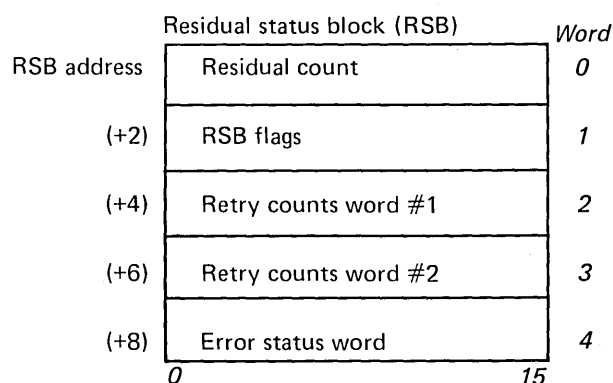 Residual status block (RSB) Word
RSB address Residual count 0
(+2) RSB flags 1
(+4) Retry counts word #1 2
(+6) Retry counts word #2 3
(+8) Error status word 4
0 15